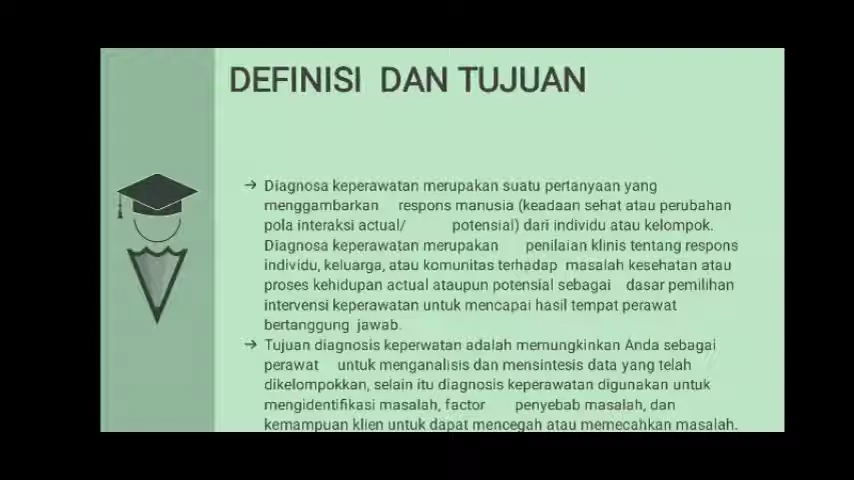 DEFINISI DAN TUJUAN
→ Diagnosa keperawatan merupakan suatu pertanyaan yang
menggambarkan respons manusia (keadaan sehat atau perubahan
pola interaksi actual/ potensial) dari individu atau kelompok.
Diagnosa keperawatan merupakan penilaian klinis tentang respons
individu, keluarga, atau komunitas terhadap masalah kesehatan atau
proses kehidupan actual ataupun potensial sebagai dasar pemilihan
intervensi keperawatan untuk mencapai hasil tempat perawat
bertanggung jawab.
→ Tujuan diagnosis keperwatan adalah memungkinkan Anda sebagai
perawat untuk menganalisis dan mensintesis data yang telah
dikelompokkan, selain itu diagnosis keperawatan digunakan untuk
mengidentifikasi masalah, factor penyebab masalah, dan
kemampuan klien untuk dapat mencegah atau memecahkan masalah.